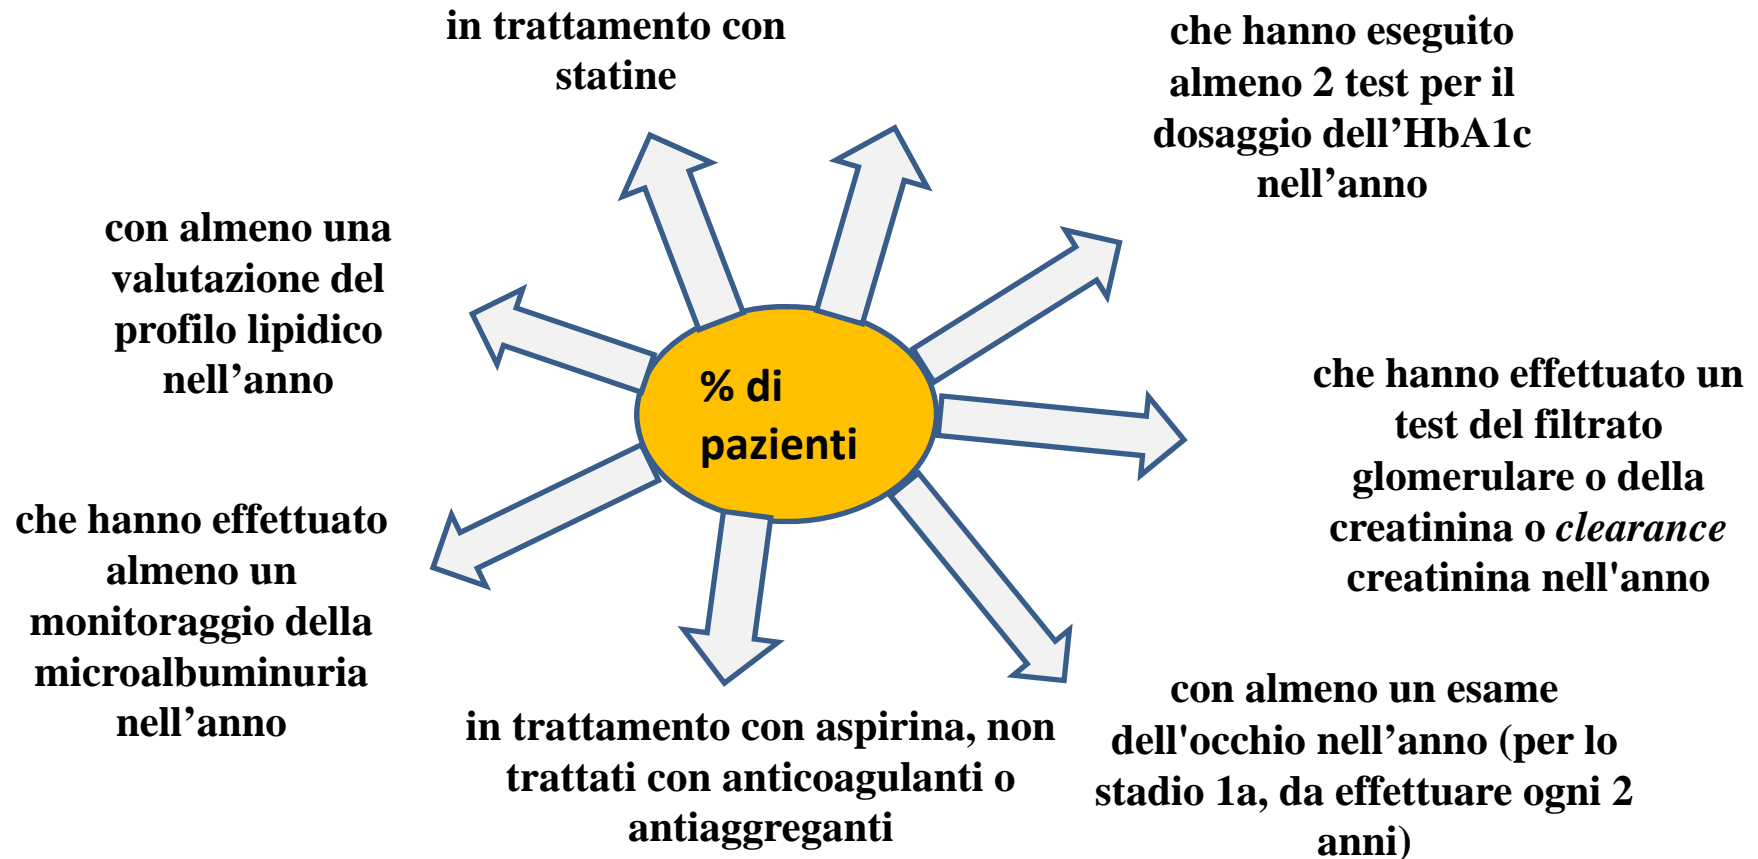 in trattamento con
statine
che hanno eseguito
almeno 2 test per il
dosaggio dell’HbA1c
nell’anno
con almeno una
valutazione del
profilo lipidico
nell’anno
% di
pazienti
che hanno effettuato un
test del filtrato
glomerulare o della
creatinina o clearance
creatinina nell'anno
che hanno effettuato
almeno un
monitoraggio della
microalbuminuria
nell’anno
in trattamento con aspirina, non
trattati con anticoagulanti o
antiaggreganti
con almeno un esame
dell'occhio nell’anno (per lo
stadio 1a, da effettuare ogni 2
anni)